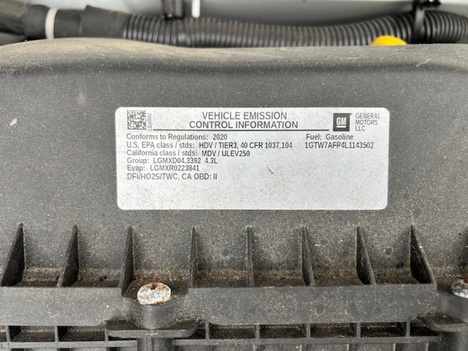 VEHICLE EMISSION
CONTROL INFORMATION
GM
GENERAL
MOTORS
LLC
Conforms to Regulations: 2020 Fuel: Gasoline
U.S. EPA class / stds: HDV / TIER3, 40 CFR 1037,104 1GTW7AFP4L1143502
California class / stds: MDV / ULEV250
Group: LGMXD04.3392 4.3L
Evap: LGMXR0223841
DFI/HO2S/TWC, CA OBD: II